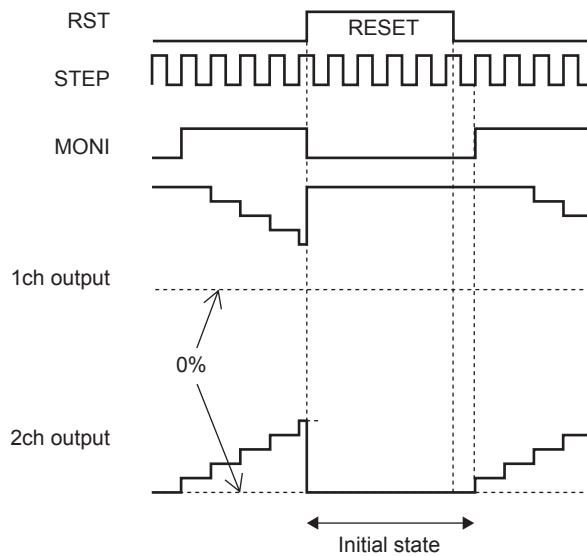 RST
RESET
STEP
MONI
1ch output
0%
2ch output
Initial state